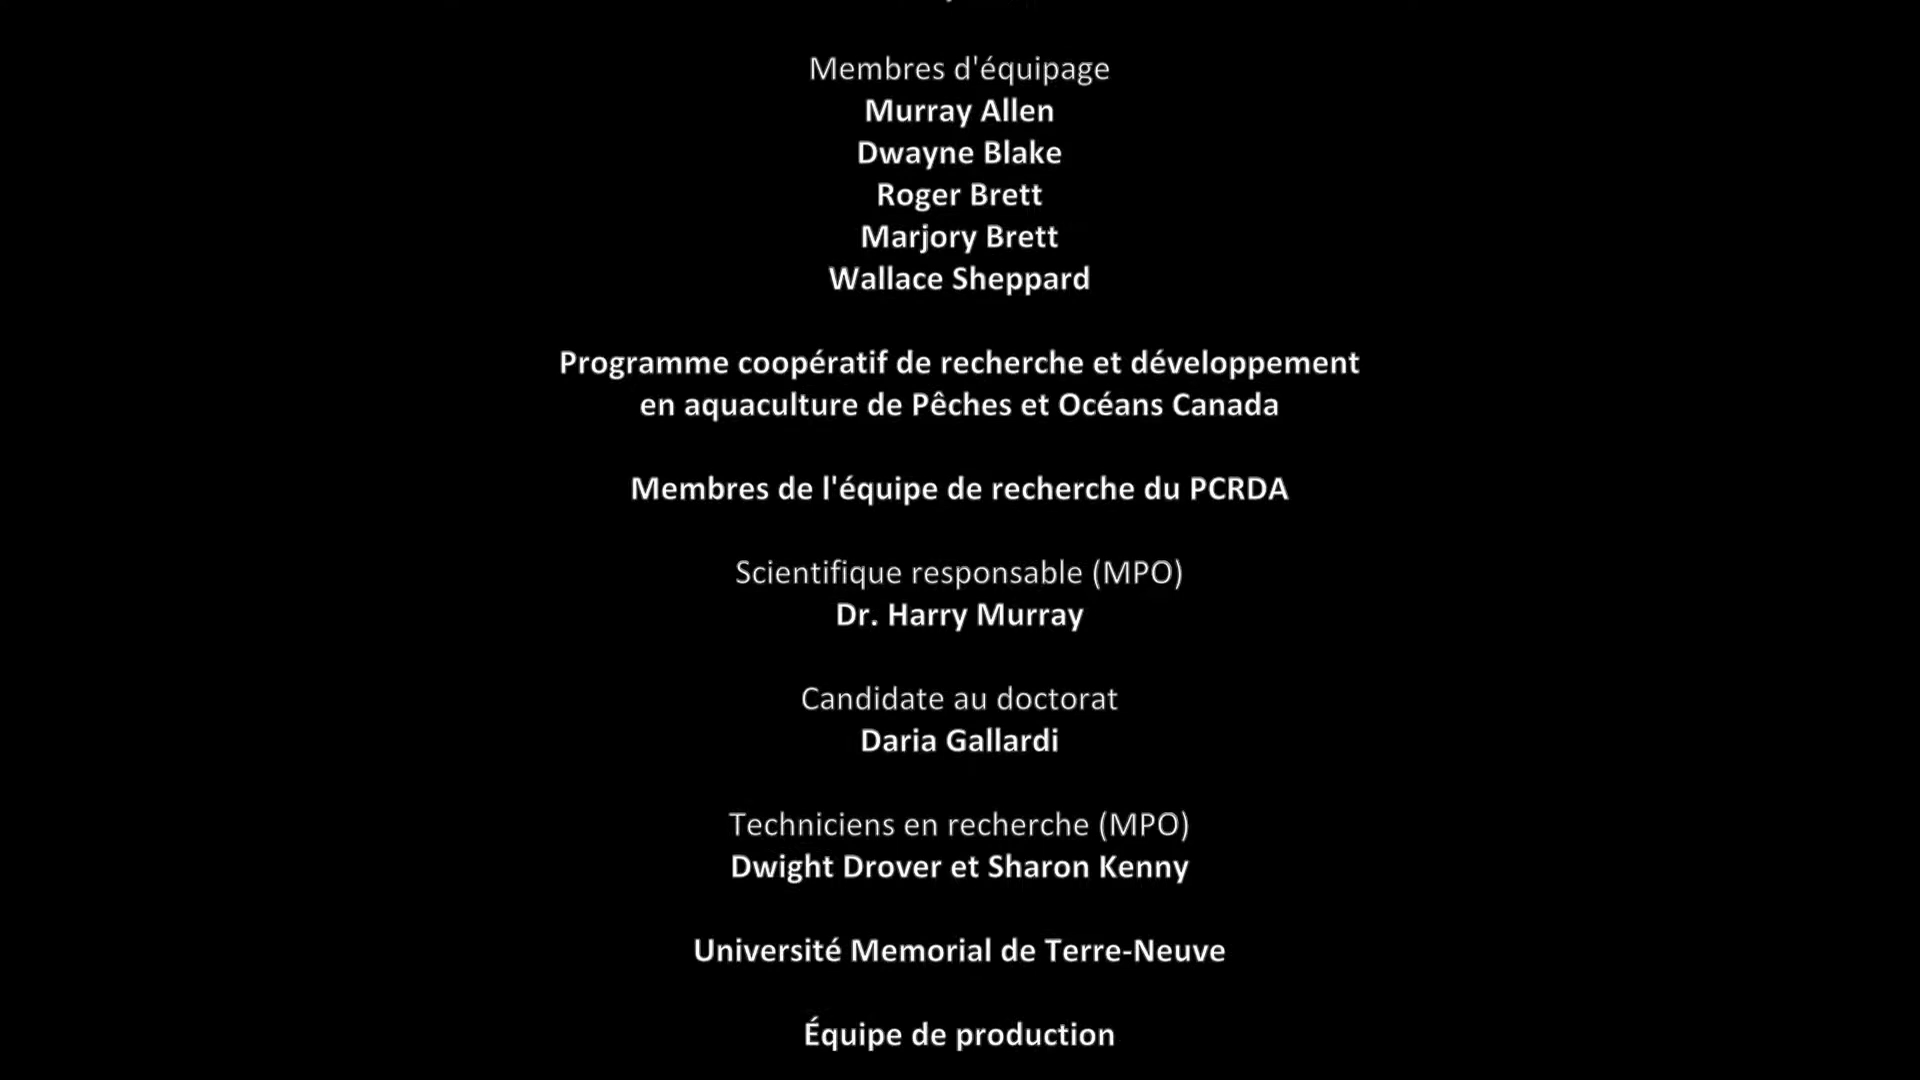 Membres d'équipage
Murray Allen
Dwayne Blake
Roger Brett
Marjory Brett
Wallace Sheppard
Programme coopératif de recherche et développement
en aquaculture de Pêches et Océans Canada
Membres de l'équipe de recherche du PCRDA
Scientifique responsable (MPO)
Dr. Harry Murray
Candidate au doctorat
Daria Gallardi
Techniciens en recherche (MPO)
Dwight Drover et Sharon Kenny
Université Memorial de Terre-Neuve
Équipe de production